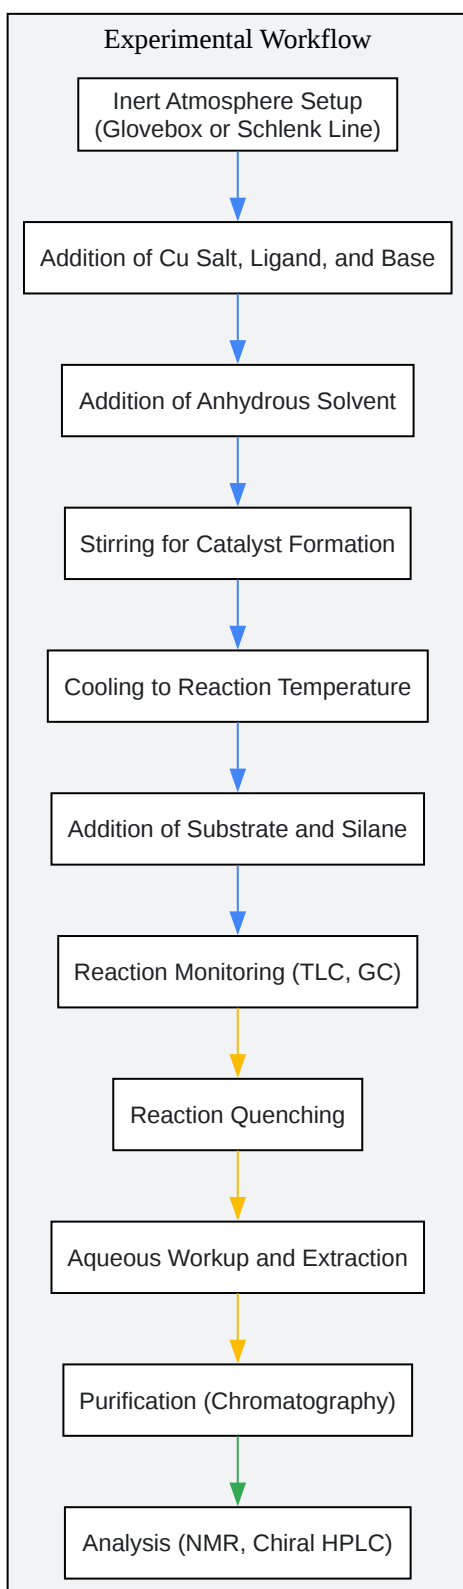 Experimental Workflow
Inert Atmosphere Setup
(Glovebox or Schlenk Line)
Addition of Cu Salt, Ligand, and Base
Addition of Anhydrous Solvent
Stirring for Catalyst Formation
Cooling to Reaction Temperature
Addition of Substrate and Silane
Reaction Monitoring (TLC, GC)
Reaction Quenching
Aqueous Workup and Extraction
Purification (Chromatography)
Analysis (NMR, Chiral HPLC)